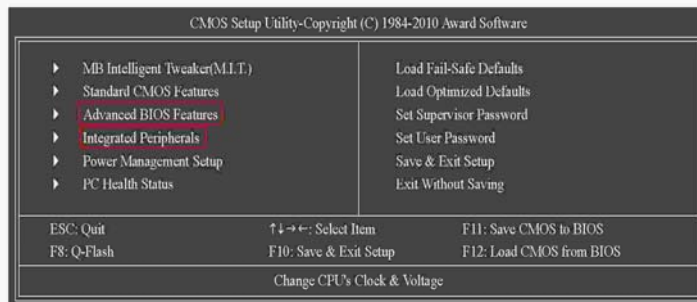 CMOS Setup Utility-Copyright (C) 1984-2010 Award Software
MB Intelligent Tweaker(M.I.T.)
Standard CMOS Features
Advanced BIOS Features
Integrated Peripherals
Power Management Setup
PC Health Status
Load Fail-Safe Defaults
Load Optimized Defaults
Set Supervisor Password
Set User Password
Save & Exit Setup
Exit Without Saving
ESC: Quit ↑↓→←: Select Item F11: Save CMOS to BIOS
F8: Q-Flash F10: Save & Exit Setup F12: Load CMOS from BIOS
Change CPU's Clock & Voltage